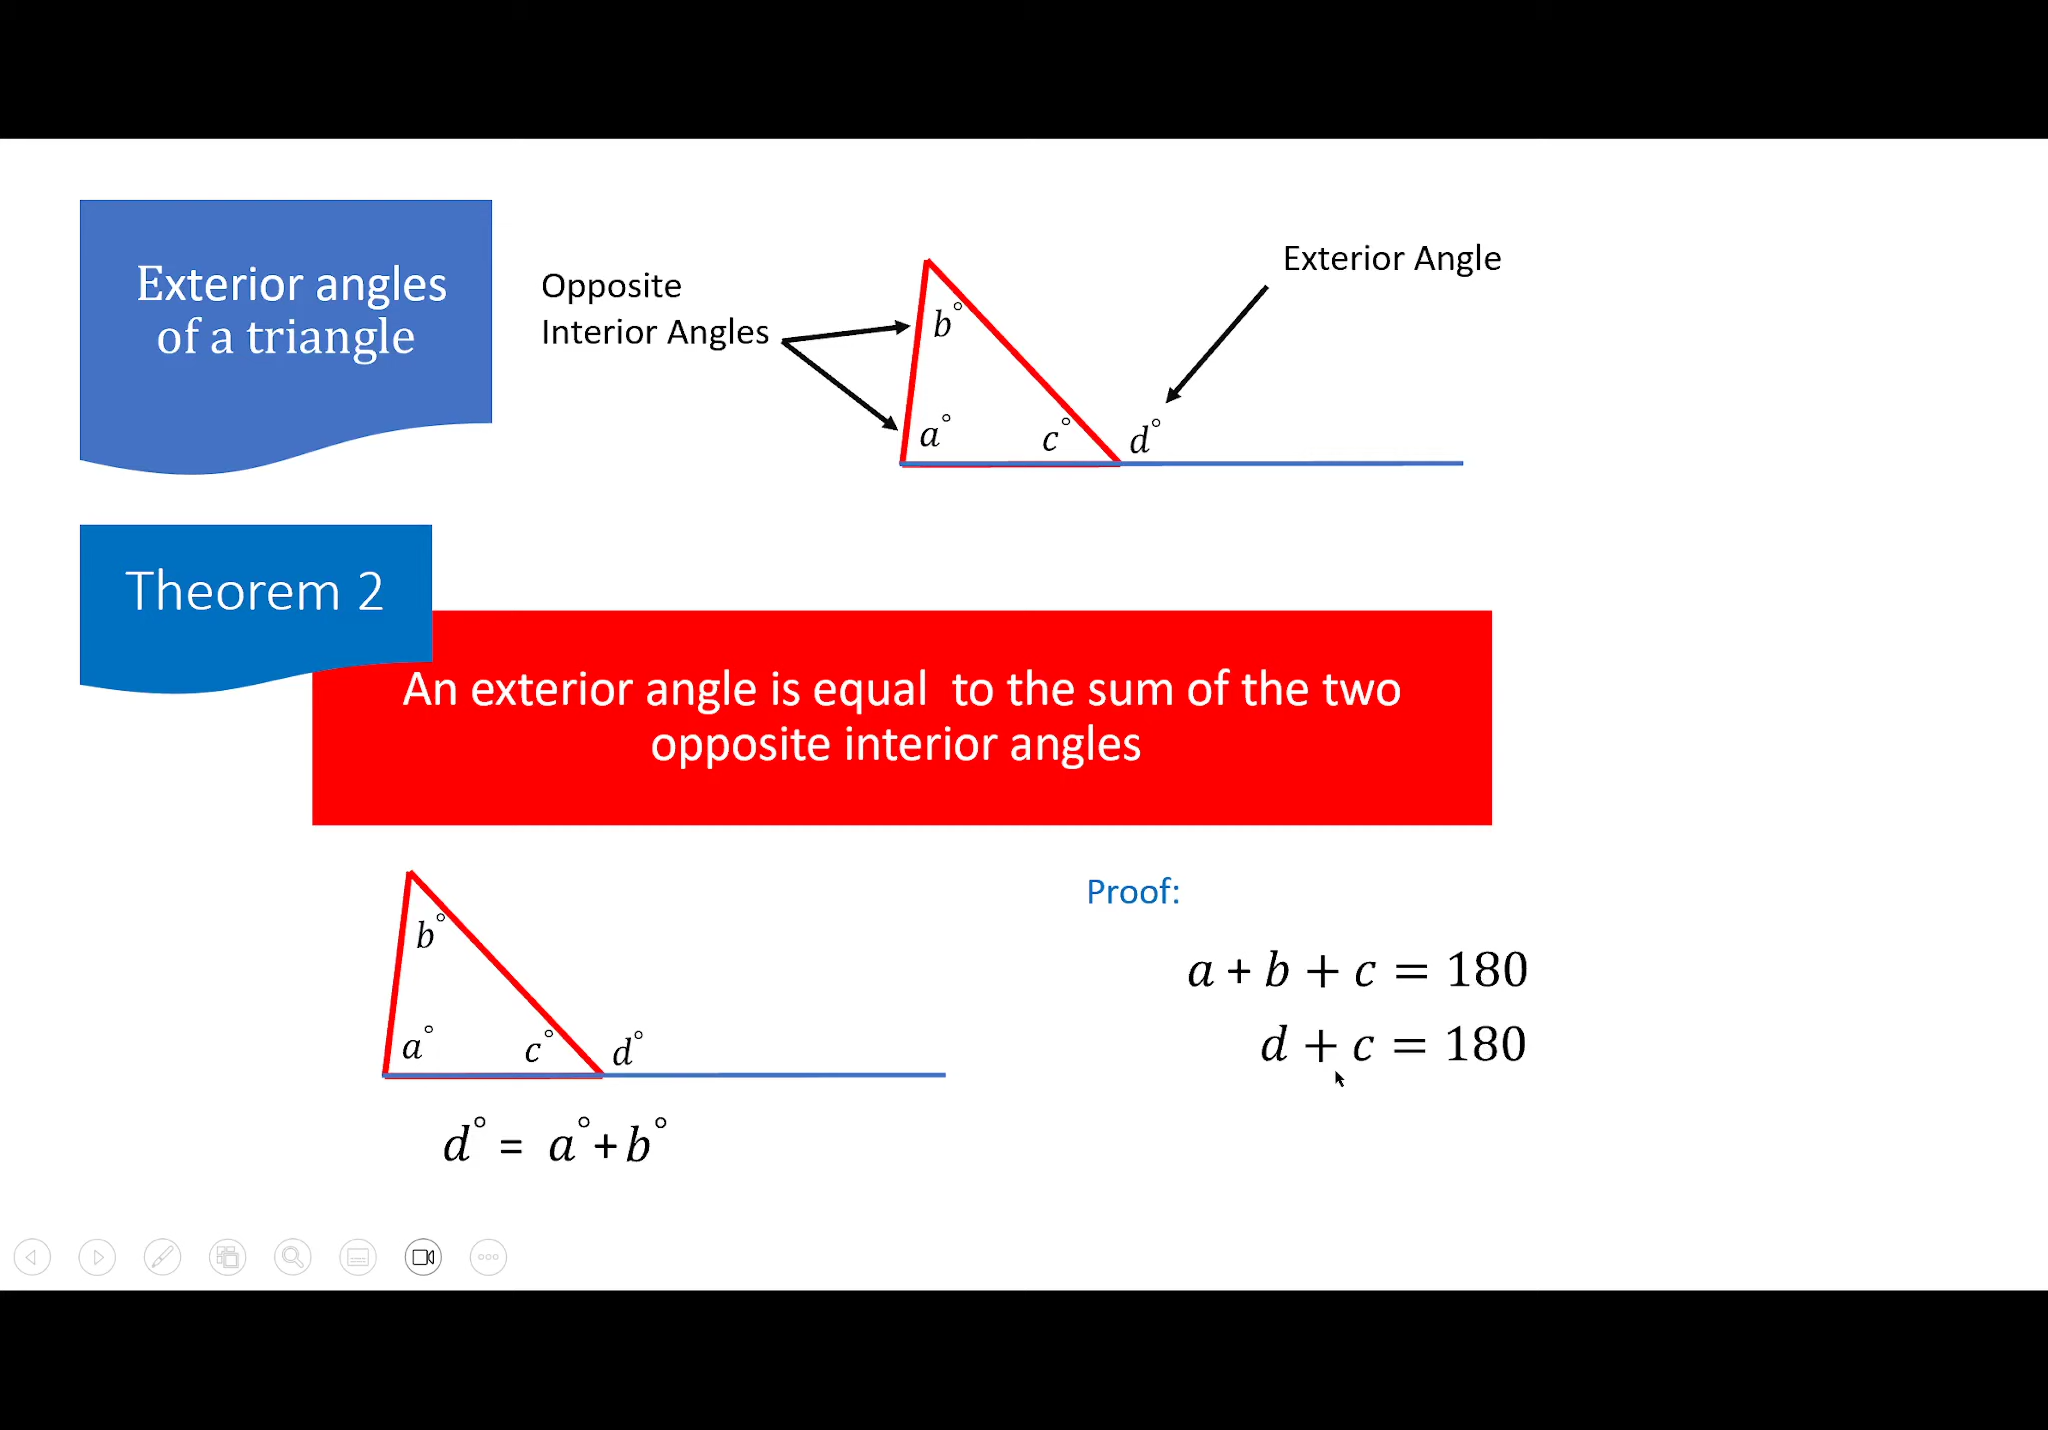 Exterior angles
of a triangle
Opposite
Interior Angles
Exterior Angle
b°
a°
c°
d°
Theorem 2
An exterior angle is equal  to the sum of the two
opposite interior angles
b°
a°
c°
d°
d° = a°+b°
Proof:
a + b + c = 180
d + c = 180